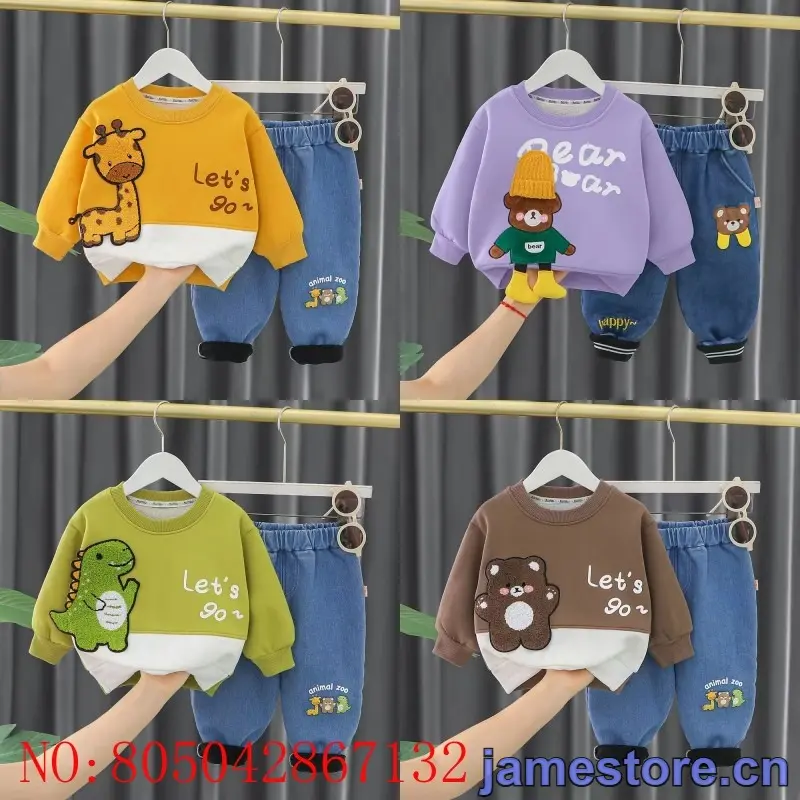 Let's
go~
animal zoo
Bear
Bear
bear
happy~
Let's
go~
animal zoo
Let's
go~
animal zoo
NO:805042867132
jamestore.cn